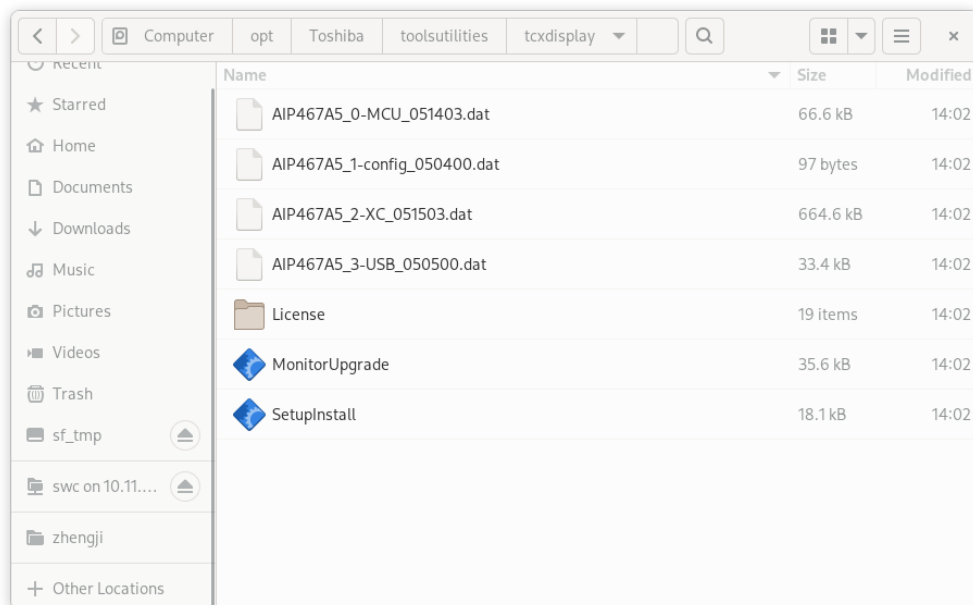 Computer opt Toshiba toolsutilities tcxdisplay
Recent
Starred
Home
Documents
Downloads
Music
Pictures
Videos
Trash
sf_tmp
swc on 10.11....
zhengji
Other Locations
Name Size Modified
AIP467A5_0-MCU_051403.dat 66.6 kB 14:02
AIP467A5_1-config_050400.dat 97 bytes 14:02
AIP467A5_2-XC_051503.dat 664.6 kB 14:02
AIP467A5_3-USB_050500.dat 33.4 kB 14:02
License 19 items 14:02
MonitorUpgrade 35.6 kB 14:02
SetupInstall 18.1 kB 14:02